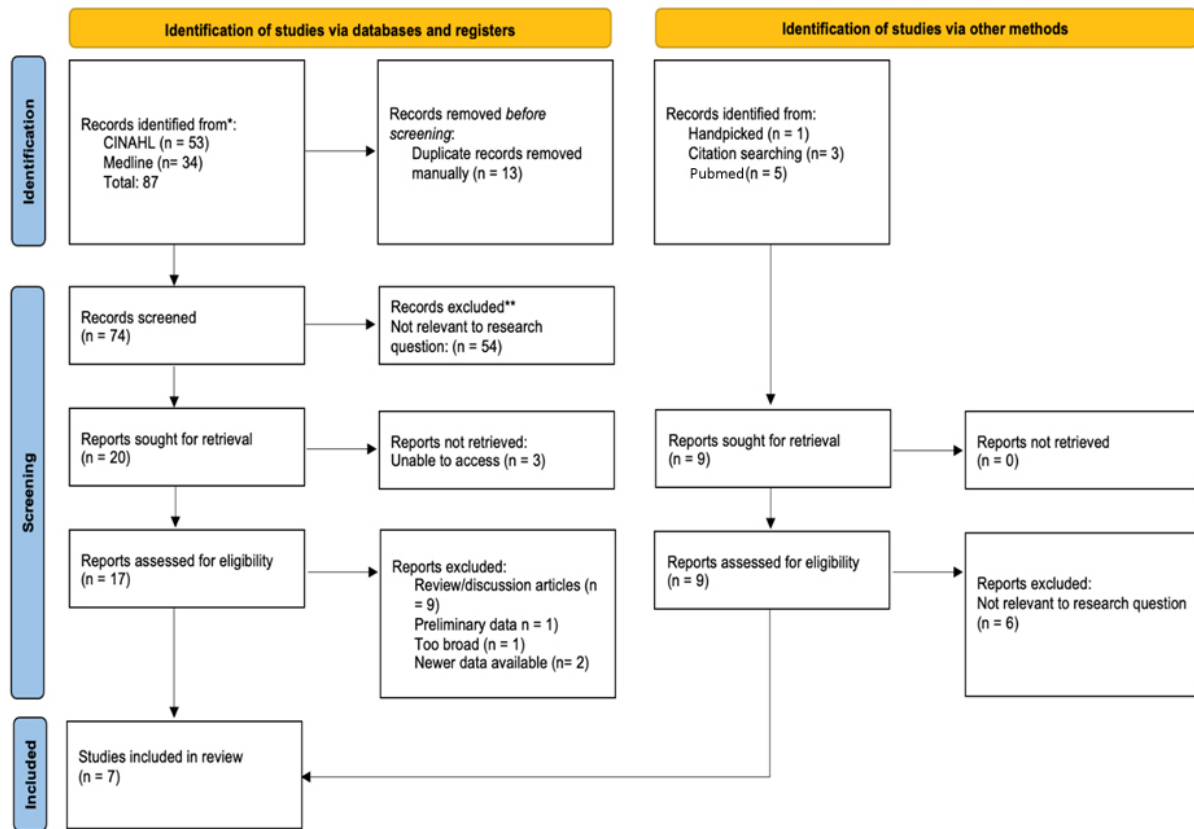 Identification of studies via databases and registers
Identification of studies via other methods
Identification
Records identified from*:
CINAHL (n = 53)
Medline (n= 34)
Total: 87
Records removed before
screening:
Duplicate records removed
manually (n = 13)
Records identified from:
Handpicked (n = 1)
Citation searching (n= 3)
Pubmed (n = 5)
Screening
Records screened
(n = 74)
Records excluded**
Not relevant to research
question: (n = 54)
Reports sought for retrieval
(n = 20)
Reports not retrieved:
Unable to access (n = 3)
Reports sought for retrieval
(n = 9)
Reports not retrieved
(n = 0)
Reports assessed for eligibility
(n = 17)
Reports excluded:
Review/discussion articles (n
= 9)
Preliminary data n = 1)
Too broad (n = 1)
Newer data available (n= 2)
Reports assessed for eligibility
(n = 9)
Reports excluded:
Not relevant to research question
(n = 6)
Included
Studies included in review
(n = 7)